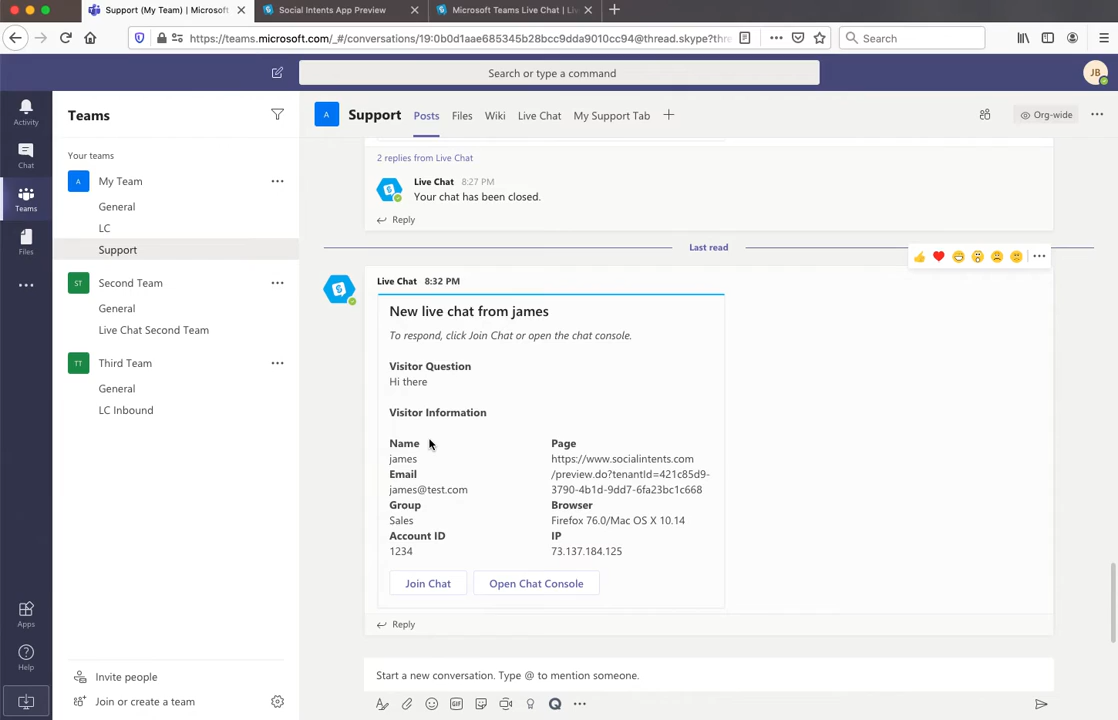 Support (My Team) | Microsoft
Social Intents App Preview
Microsoft Teams Live Chat | Liv
https://teams.microsoft.com/_#/conversations/19:0b0d1aae685345b28bcc9dda9010cc94@thread.skype?thre
Search
Search or type a command
JB
Activity
Chat
Teams
Files
Apps
Help
Teams
Your teams
A
My Team
General
LC
Support
ST
Second Team
General
Live Chat Second Team
TT
Third Team
General
LC Inbound
Invite people
Join or create a team
A
Support
Posts
Files
Wiki
Live Chat
My Support Tab
Org-wide
2 replies from Live Chat
Live Chat 8:27 PM
Your chat has been closed.
Reply
Last read
Live Chat 8:32 PM
New live chat from james
To respond, click Join Chat or open the chat console.
Visitor Question
Hi there
Visitor Information
Name
james
Email
james@test.com
Group
Sales
Account ID
1234
Page
https://www.socialintents.com
/preview.do?tenantId=421c85d9-
3790-4b1d-9dd7-6fa23bc1c668
Browser
Firefox 76.0/Mac OS X 10.14
IP
73.137.184.125
Join Chat
Open Chat Console
Reply
Start a new conversation. Type @ to mention someone.
GIF